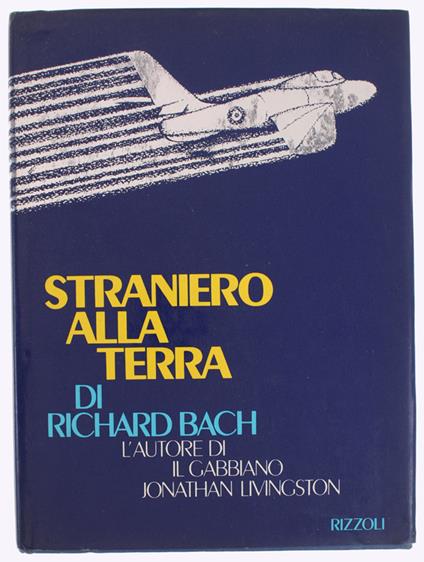 STRANIERO
ALLA
TERRA
DI
RICHARD BACH
L'AUTORE DI
IL GABBIANO
JONATHAN LIVINGSTON
RIZZOLI